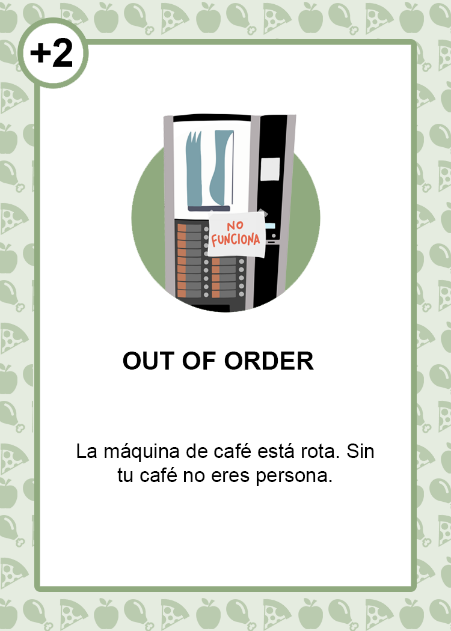 +2
NO
FUNCIONA
OUT OF ORDER
La máquina de café está rota. Sin
tu café no eres persona.